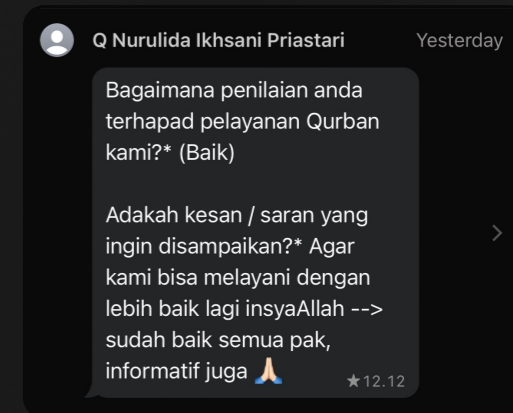 Q Nurulida Ikhsani Priastari Yesterday
Bagaimana penilaian anda
terhapad pelayanan Qurban
kami?* (Baik)
Adakah kesan / saran yang
ingin disampaikan?* Agar
kami bisa melayani dengan
lebih baik lagi insyaAllah -->
sudah baik semua pak,
informatif juga 🙏🏻
★12.12